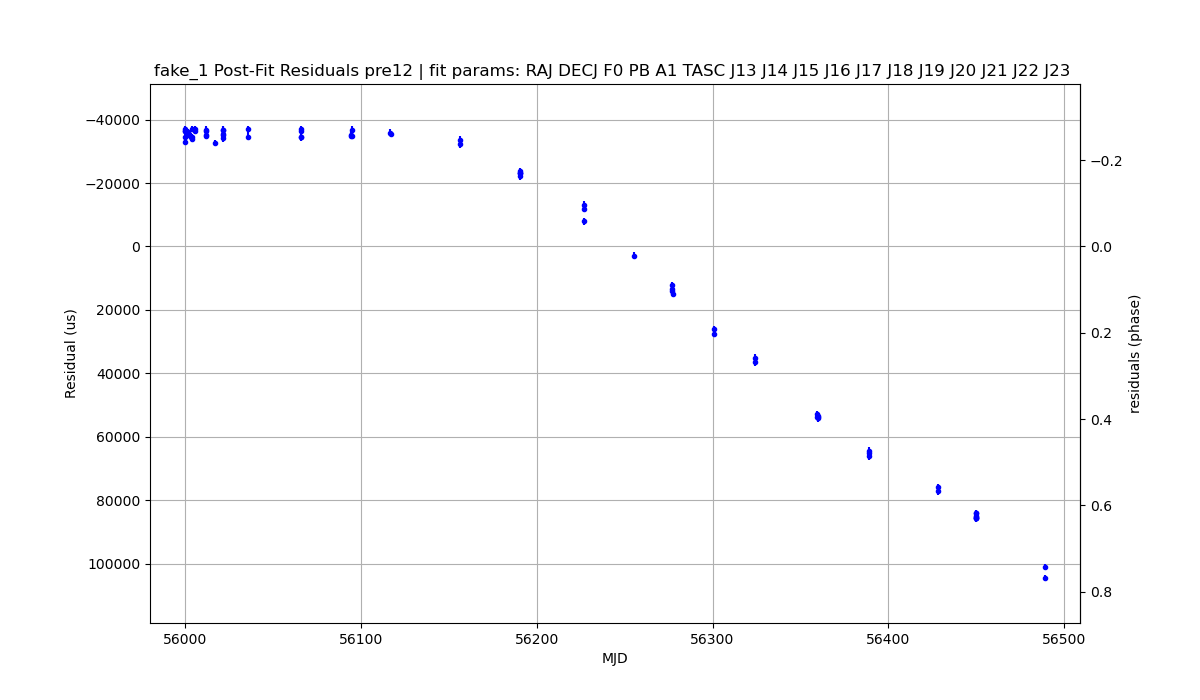 fake_1 Post-Fit Residuals pre12 | fit params: RAJ DECJ F0 PB A1 TASC J13 J14 J15 J16 J17 J18 J19 J20 J21 J22 J23
−40000
−20000
0
20000
40000
60000
80000
100000
Residual (us)
−0.2
0.0
0.2
0.4
0.6
0.8
residuals (phase)
56000 56100 56200 56300 56400 56500
MJD